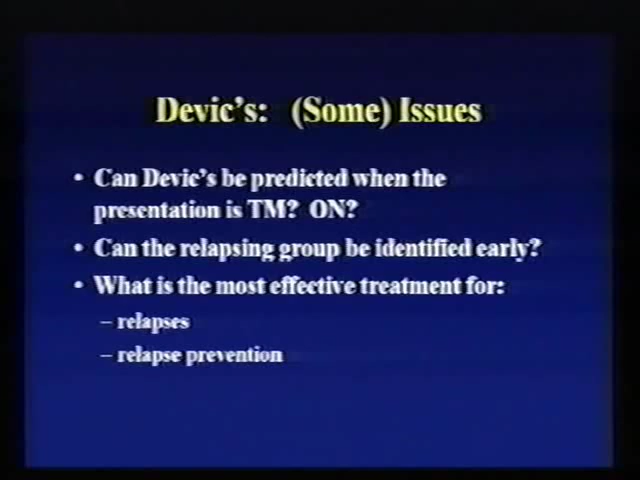 Devic's: (Some) Issues
• Can Devic's be predicted when the
presentation is TM? ON?
• Can the relapsing group be identified early?
• What is the most effective treatment for:
– relapses
– relapse prevention